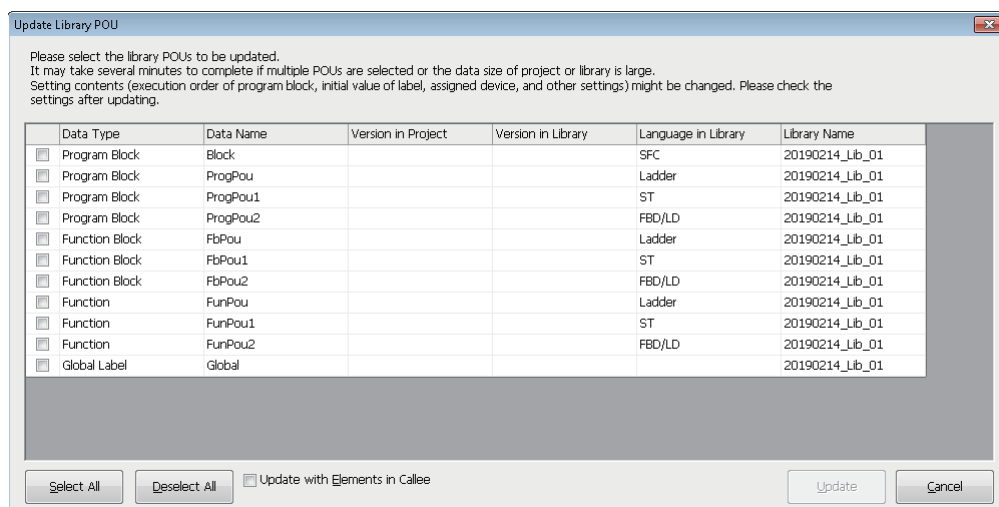 Update Library POU
Please select the library POUs to be updated.
It may take several minutes to complete if multiple POUs are selected or the data size of project or library is large.
Setting contents (execution order of program block, initial value of label, assigned device, and other settings) might be changed. Please check the
settings after updating.
Data Type Data Name Version in Project Version in Library Language in Library Library Name
Program Block Block SFC 20190214_Lib_01
Program Block ProgPou Ladder 20190214_Lib_01
Program Block ProgPou1 ST 20190214_Lib_01
Program Block ProgPou2 FBD/LD 20190214_Lib_01
Function Block FbPou Ladder 20190214_Lib_01
Function Block FbPou1 ST 20190214_Lib_01
Function Block FbPou2 FBD/LD 20190214_Lib_01
Function FunPou Ladder 20190214_Lib_01
Function FunPou1 ST 20190214_Lib_01
Function FunPou2 FBD/LD 20190214_Lib_01
Global Label Global 20190214_Lib_01
Select All Deselect All Update with Elements in Callee Update Cancel